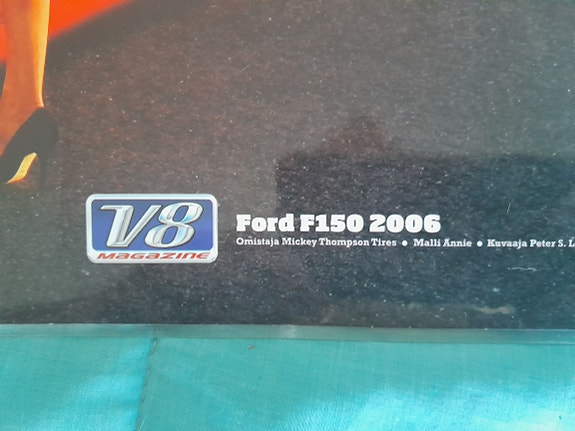 V8
MAGAZINE
Ford F150 2006
Omistaja Mickey Thompson Tires ● Malli Annie ● Kuvaaja Peter S. L